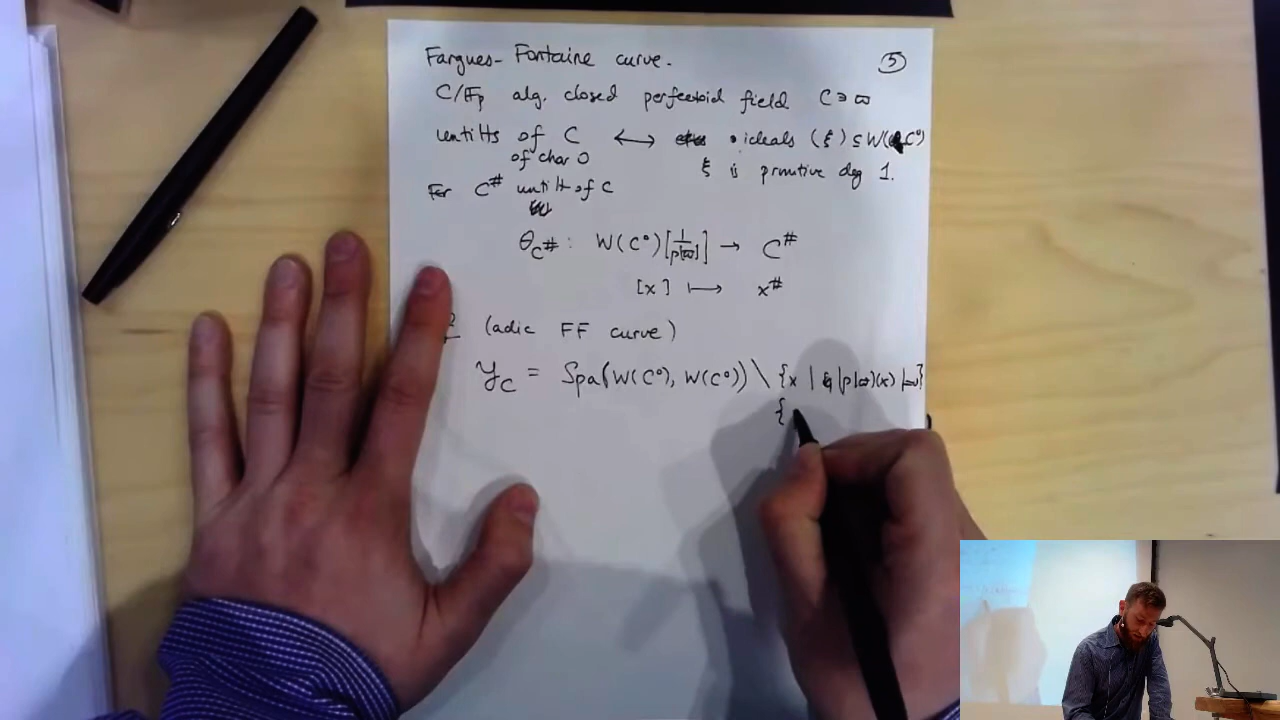 Fargues-Fontaine curve. ⑤
C/𝔽p alg. closed perfectoid field C ∋ ϖ
untilts of C ⟷ • ideals (ξ) ⊆ W(C°)
of char 0 ξ is primitive deg 1.
For C^# untilt of C
θ_{C^#} : W(C°)[1/p[ϖ]] → C^#
[x] ↦ x^#
(adic FF curve)
𝒴_C = Spa(W(C°), W(C°)) \ {x | |p[ϖ](x)|=0}
{